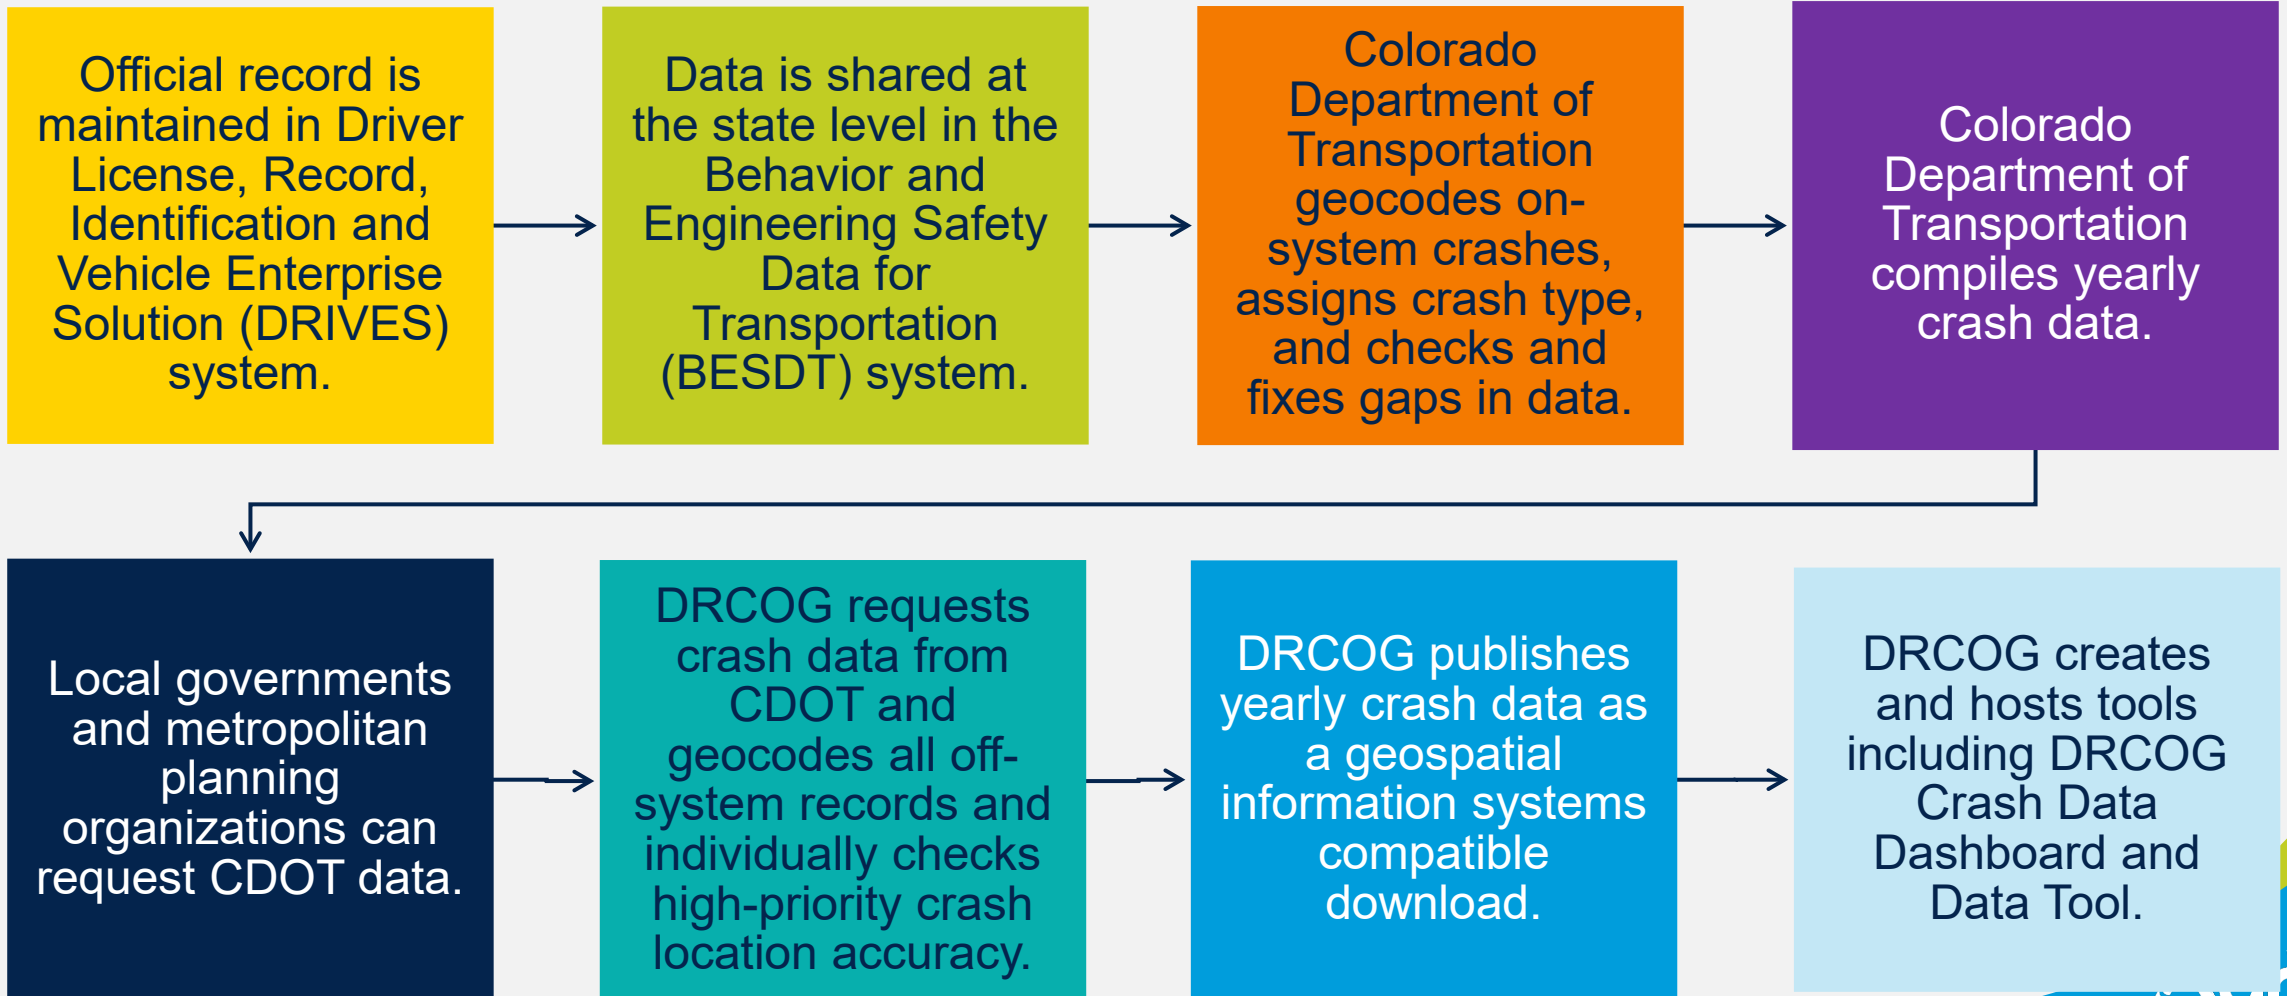 Official record is
maintained in Driver
License, Record,
Identification and
Vehicle Enterprise
Solution (DRIVES)
system.
Data is shared at
the state level in the
Behavior and
Engineering Safety
Data for
Transportation
(BESDT) system.
Colorado
Department of
Transportation
geocodes on-
system crashes,
assigns crash type,
and checks and
fixes gaps in data.
Colorado
Department of
Transportation
compiles yearly
crash data.
Local governments
and metropolitan
planning
organizations can
request CDOT data.
DRCOG requests
crash data from
CDOT and
geocodes all off-
system records and
individually checks
high-priority crash
location accuracy.
DRCOG publishes
yearly crash data as
a geospatial
information systems
compatible
download.
DRCOG creates
and hosts tools
including DRCOG
Crash Data
Dashboard and
Data Tool.